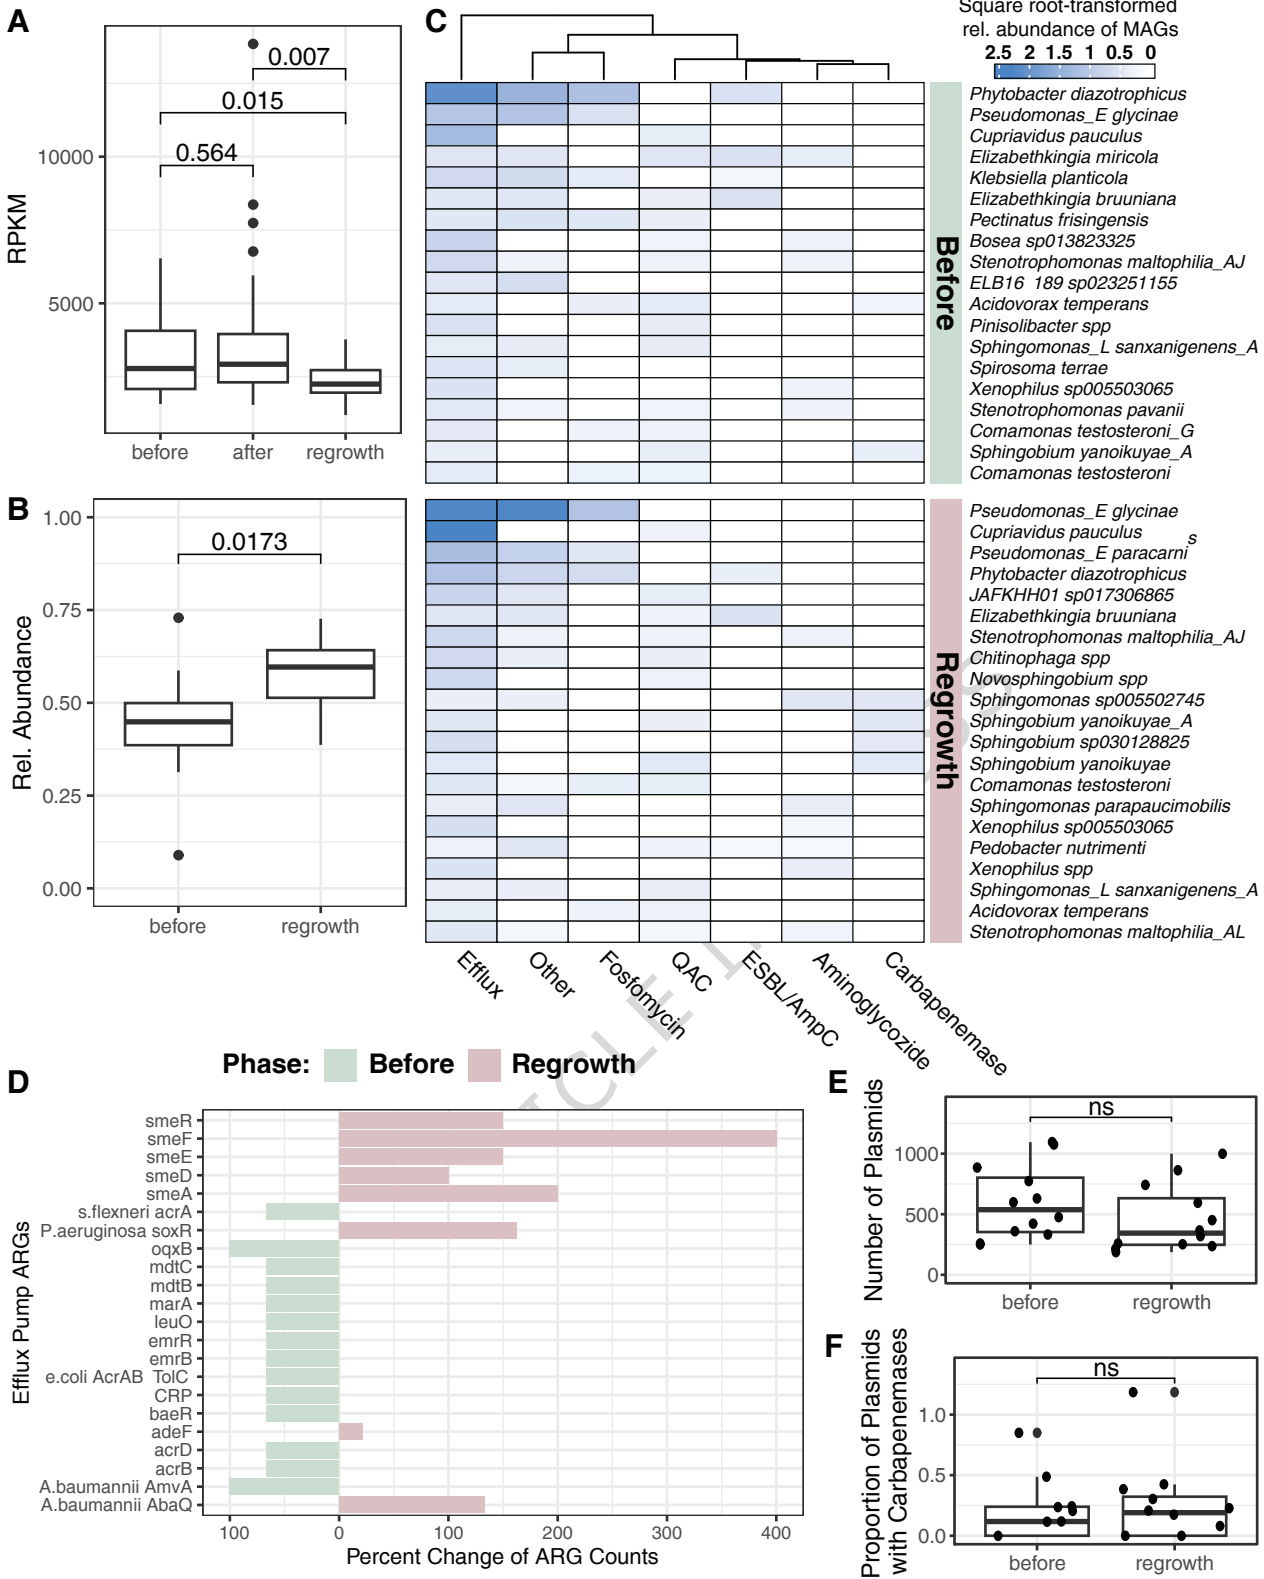 A
RPKM
10000
5000
0.007
0.015
0.564
before after regrowth
B
Rel. Abundance
1.00
0.75
0.50
0.25
0.00
0.0173
before regrowth
C
Square root-transformed
rel. abundance of MAGs
2.5 2 1.5 1 0.5 0
Before
Phytobacter diazotrophicus
Pseudomonas_E glycinae
Cupriavidus pauculus
Elizabethkingia miricola
Klebsiella planticola
Elizabethkingia bruuniana
Pectinatus frisingensis
Bosea sp013823325
Stenotrophomonas maltophilia_AJ
ELB16 189 sp023251155
Acidovorax temperans
Pinisolibacter spp
Sphingomonas_L sanxanigenens_A
Spirosoma terrae
Xenophilus sp005503065
Stenotrophomonas pavanii
Comamonas testosteroni_G
Sphingobium yanoikuyae_A
Comamonas testosteroni
Regrowth
Pseudomonas_E glycinae
Cupriavidus pauculus
Pseudomonas_E paracarnis
Phytobacter diazotrophicus
JAFKHH01 sp017306865
Elizabethkingia bruuniana
Stenotrophomonas maltophilia_AJ
Chitinophaga spp
Novosphingobium spp
Sphingomonas sp005502745
Sphingobium yanoikuyae_A
Sphingobium sp030128825
Sphingobium yanoikuyae
Comamonas testosteroni
Sphingomonas parapaucimobilis
Xenophilus sp005503065
Pedobacter nutrimenti
Xenophilus spp
Sphingomonas_L sanxanigenens_A
Acidovorax temperans
Stenotrophomonas maltophilia_AL
Efflux Other Fosfomycin QAC ESBL/AmpC Aminoglycozide Carbapenemase
D
Phase: Before Regrowth
Efflux Pump ARGs
smeR
smeF
smeE
smeD
smeA
s.flexneri acrA
P.aeruginosa soxR
oqxB
mdtC
mdtB
marA
leuO
emrR
emrB
e.coli AcrAB TolC
CRP
baeR
adeF
acrD
acrB
A.baumannii AmvA
A.baumannii AbaQ
100 0 100 200 300 400
Percent Change of ARG Counts
E
Number of Plasmids
1000
500
0
ns
before regrowth
F
Proportion of Plasmids
with Carbapenemases
1.0
0.5
0.0
ns
before regrowth